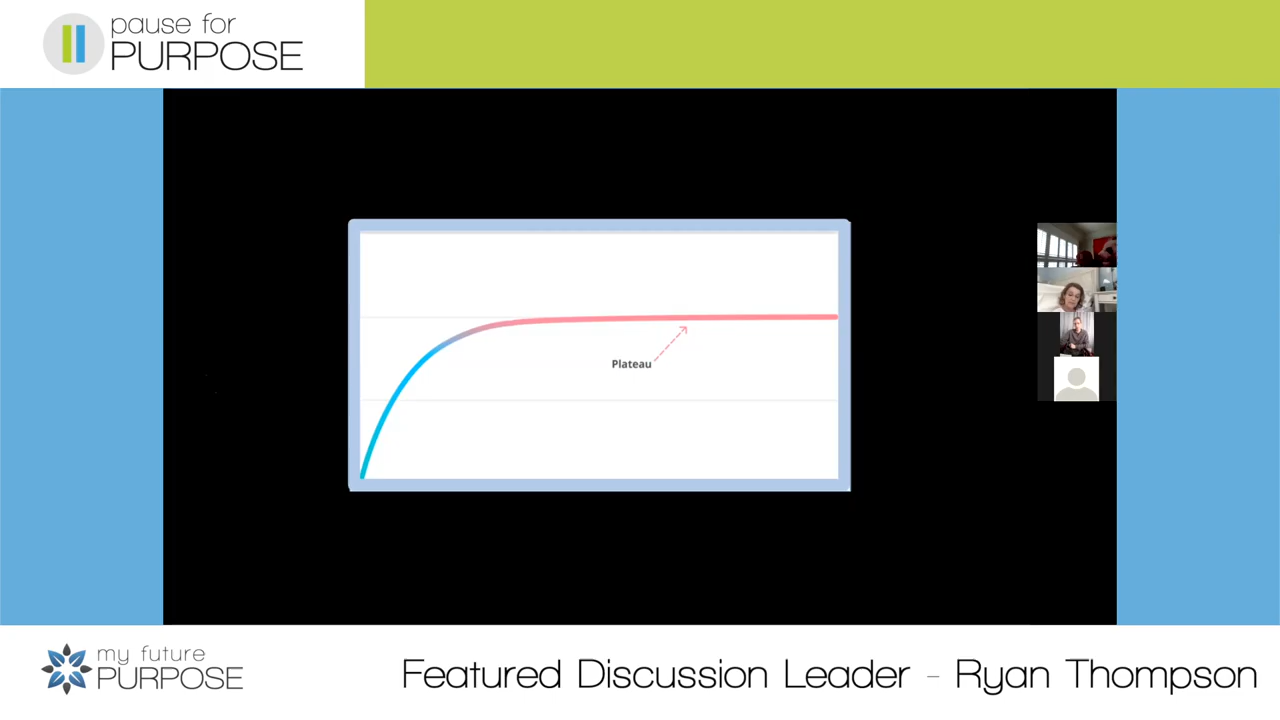 pause for
PURPOSE
Plateau
my future
PURPOSE
Featured Discussion Leader - Ryan Thompson